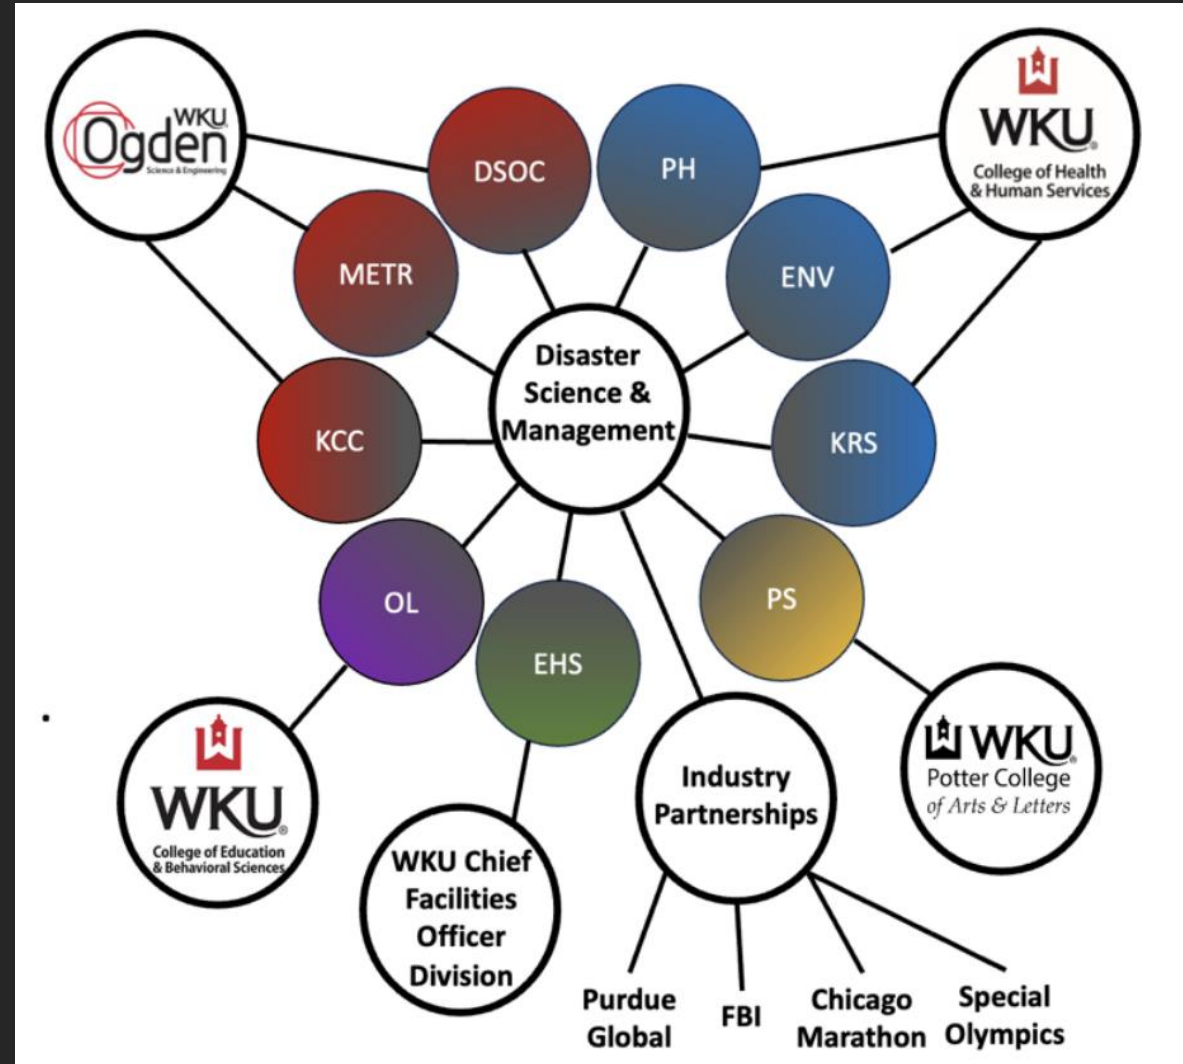 WKU
Ogden
Science & Engineering
DSOC
PH
WKU®
College of Health
& Human Services
METR
ENV
Disaster
Science &
Management
KCC
KRS
OL
EHS
PS
WKU®
College of Education
& Behavioral Sciences
WKU Chief
Facilities
Officer
Division
Industry
Partnerships
WKU®
Potter College
of Arts & Letters
Purdue
Global
FBI
Chicago
Marathon
Special
Olympics